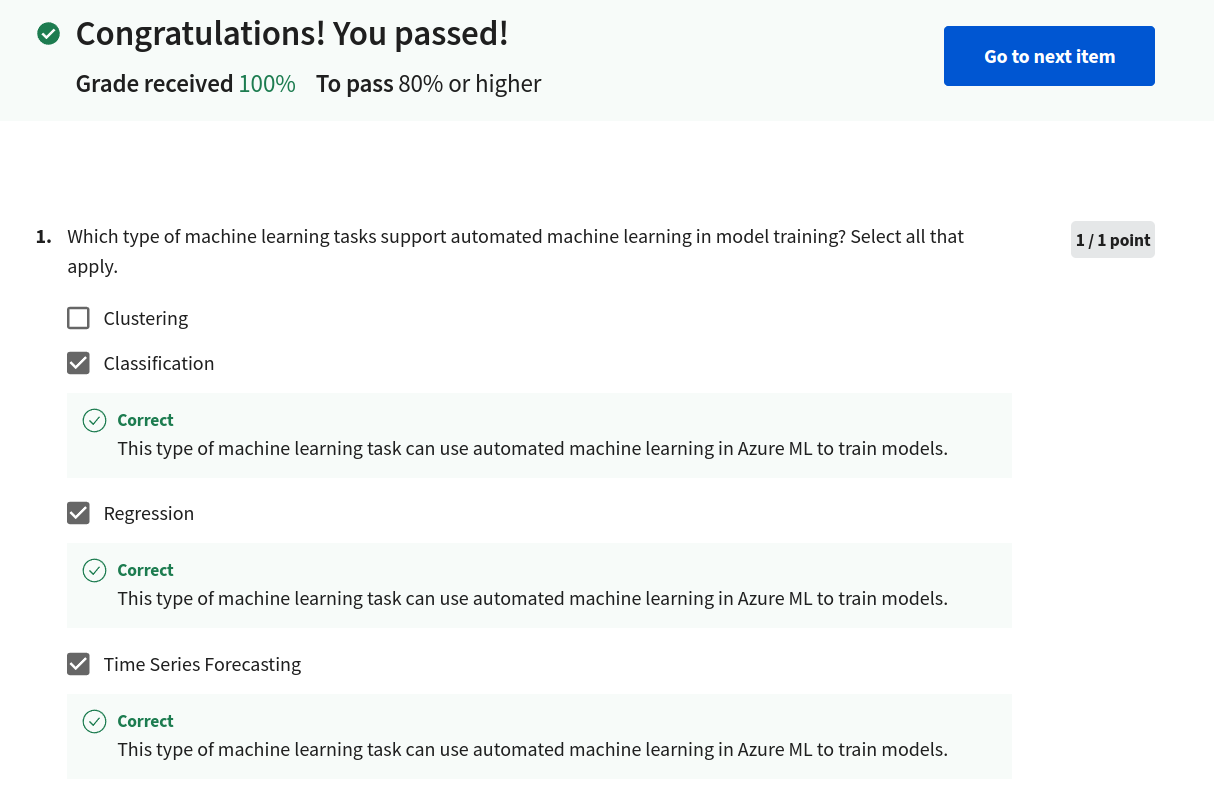 Congratulations! You passed!
Go to next item
Grade received 100% To pass 80% or higher
1. Which type of machine learning tasks support automated machine learning in model training? Select all that
apply.
1 / 1 point
Clustering
Classification
Correct
This type of machine learning task can use automated machine learning in Azure ML to train models.
Regression
Correct
This type of machine learning task can use automated machine learning in Azure ML to train models.
Time Series Forecasting
Correct
This type of machine learning task can use automated machine learning in Azure ML to train models.